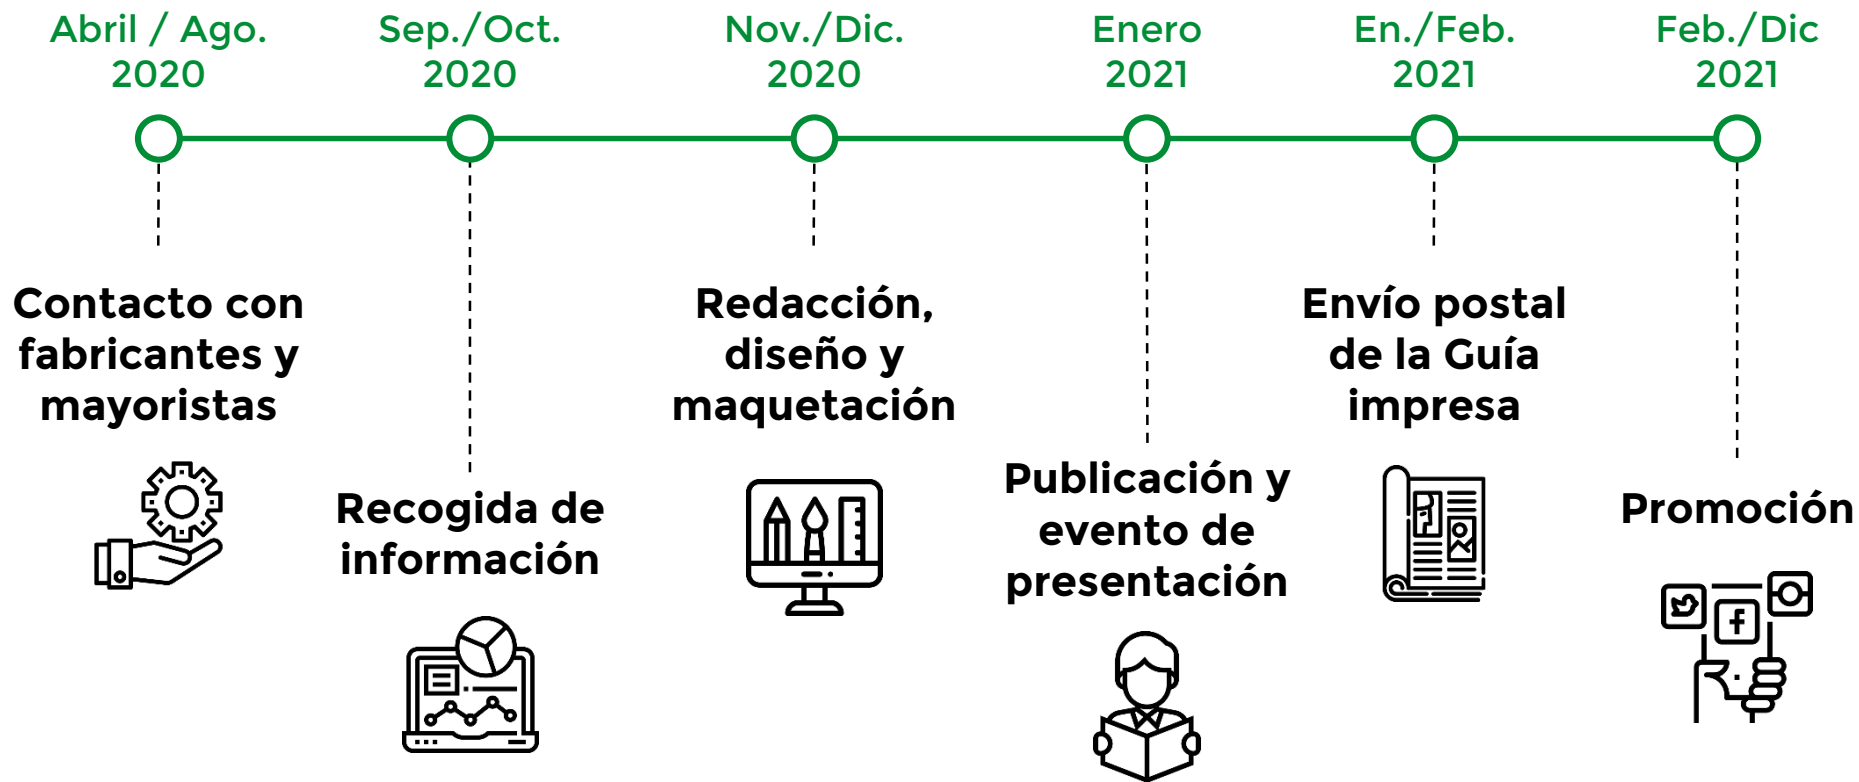 Abril / Ago.
2020
Sep./Oct.
2020
Nov./Dic.
2020
Enero
2021
En./Feb.
2021
Feb./Dic
2021
Contacto con
fabricantes y
mayoristas
Recogida de
información
Redacción,
diseño y
maquetación
Publicación y
evento de
presentación
Envío postal
de la Guía
impresa
Promoción